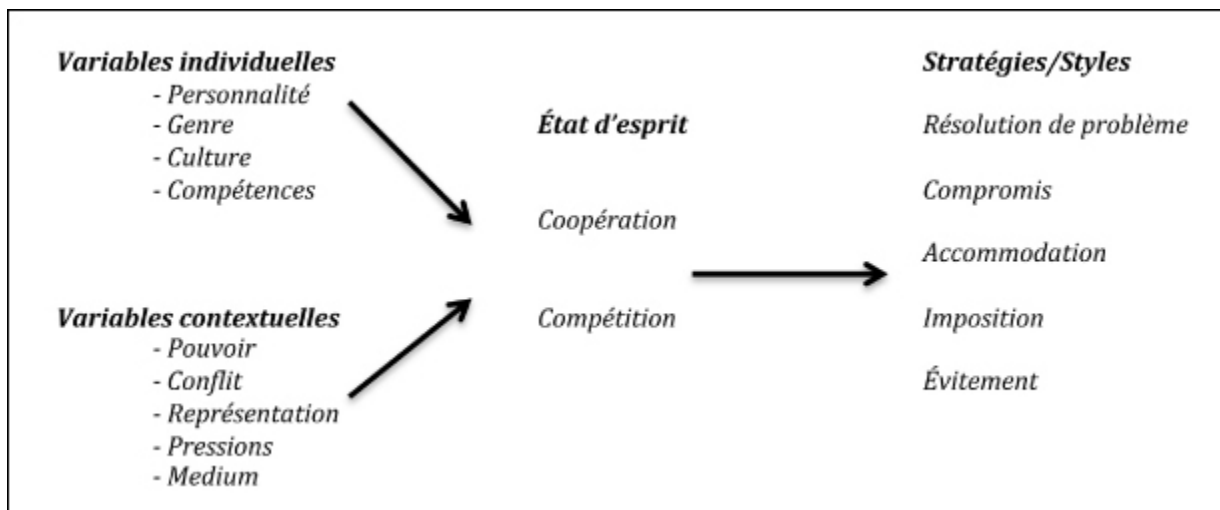 Variables individuelles
- Personnalité
- Genre
- Culture
- Compétences
Variables contextuelles
- Pouvoir
- Conflit
- Représentation
- Pressions
- Medium
État d'esprit
Coopération
Compétition
Stratégies/Styles
Résolution de problème
Compromis
Accommodation
Imposition
Évitement